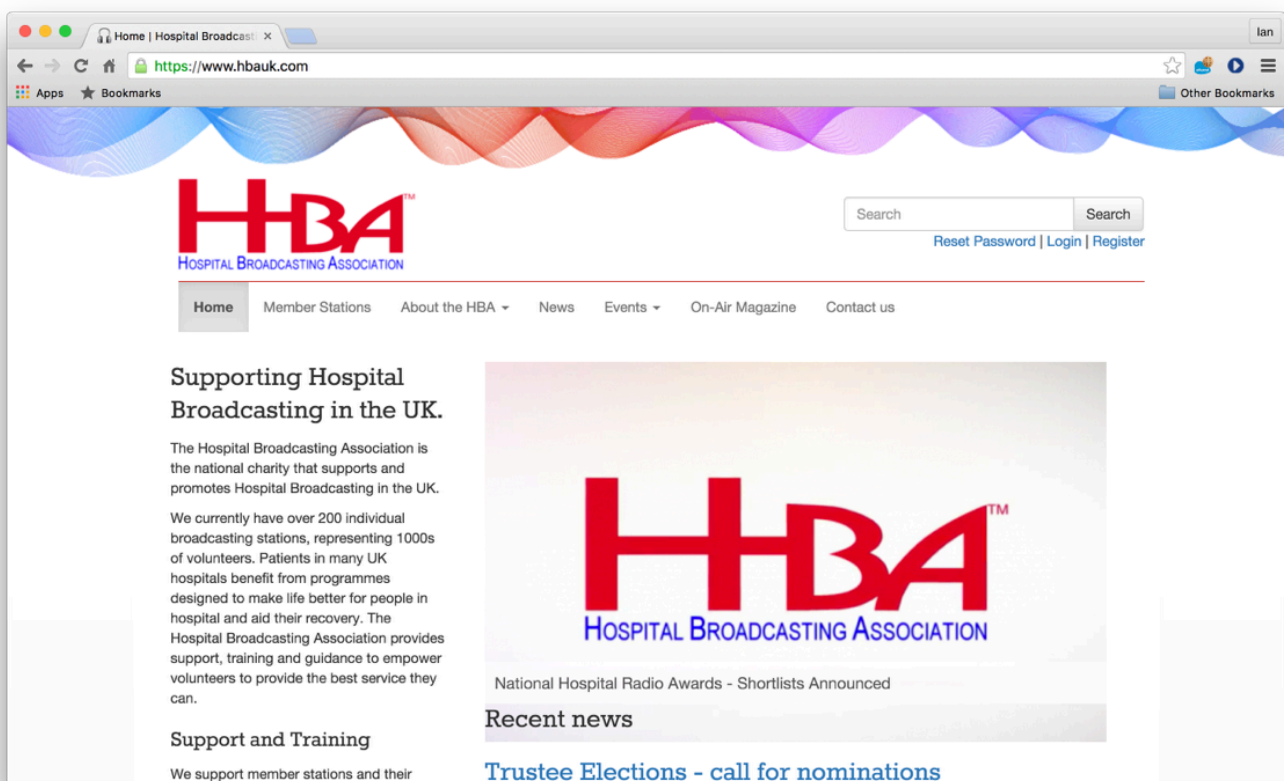 Home | Hospital Broadcasti
Ian
https://www.hbauk.com
Apps Bookmarks Other Bookmarks
HBA™
HOSPITAL BROADCASTING ASSOCIATION
Search Search
Reset Password | Login | Register
Home Member Stations About the HBA News Events On-Air Magazine Contact us
Supporting Hospital
Broadcasting in the UK.
The Hospital Broadcasting Association is
the national charity that supports and
promotes Hospital Broadcasting in the UK.
We currently have over 200 individual
broadcasting stations, representing 1000s
of volunteers. Patients in many UK
hospitals benefit from programmes
designed to make life better for people in
hospital and aid their recovery. The
Hospital Broadcasting Association provides
support, training and guidance to empower
volunteers to provide the best service they
can.
Support and Training
We support member stations and their
HBA™
HOSPITAL BROADCASTING ASSOCIATION
National Hospital Radio Awards - Shortlists Announced
Recent news
Trustee Elections - call for nominations